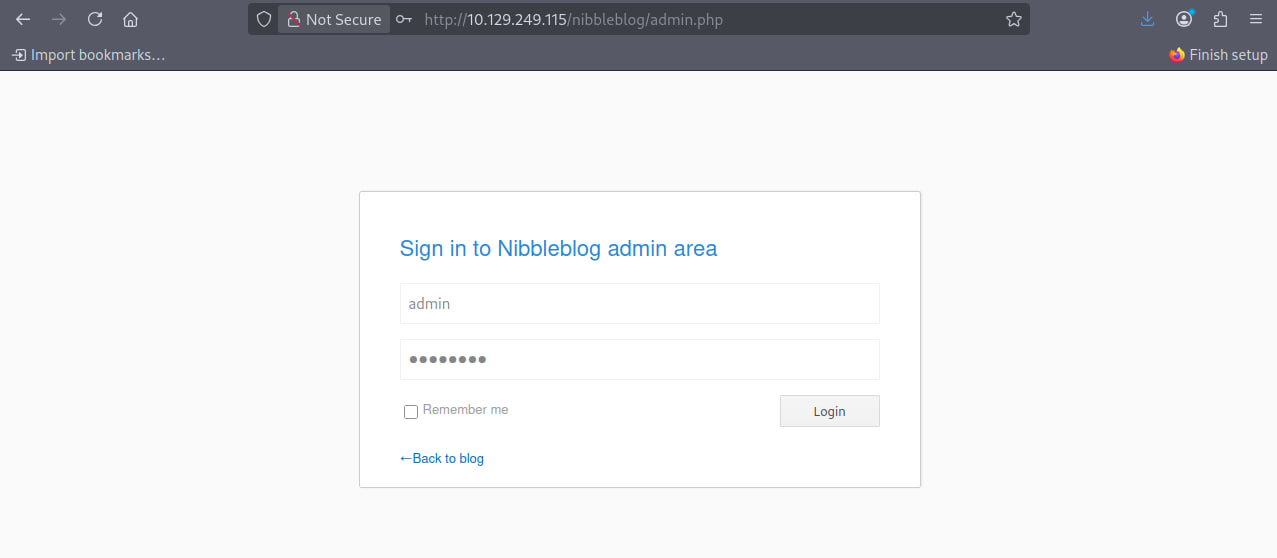 Not Secure http://10.129.249.115/nibbleblog/admin.php
Import bookmarks… Finish setup
Sign in to Nibbleblog admin area
admin
●●●●●●●●
Remember me Login
←Back to blog